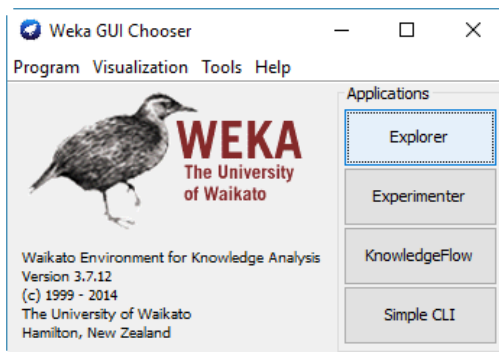 Weka GUI Chooser
Program Visualization Tools Help
WEKA
The University
of Waikato
Waikato Environment for Knowledge Analysis
Version 3.7.12
(c) 1999 - 2014
The University of Waikato
Hamilton, New Zealand
Applications
Explorer
Experimenter
KnowledgeFlow
Simple CLI